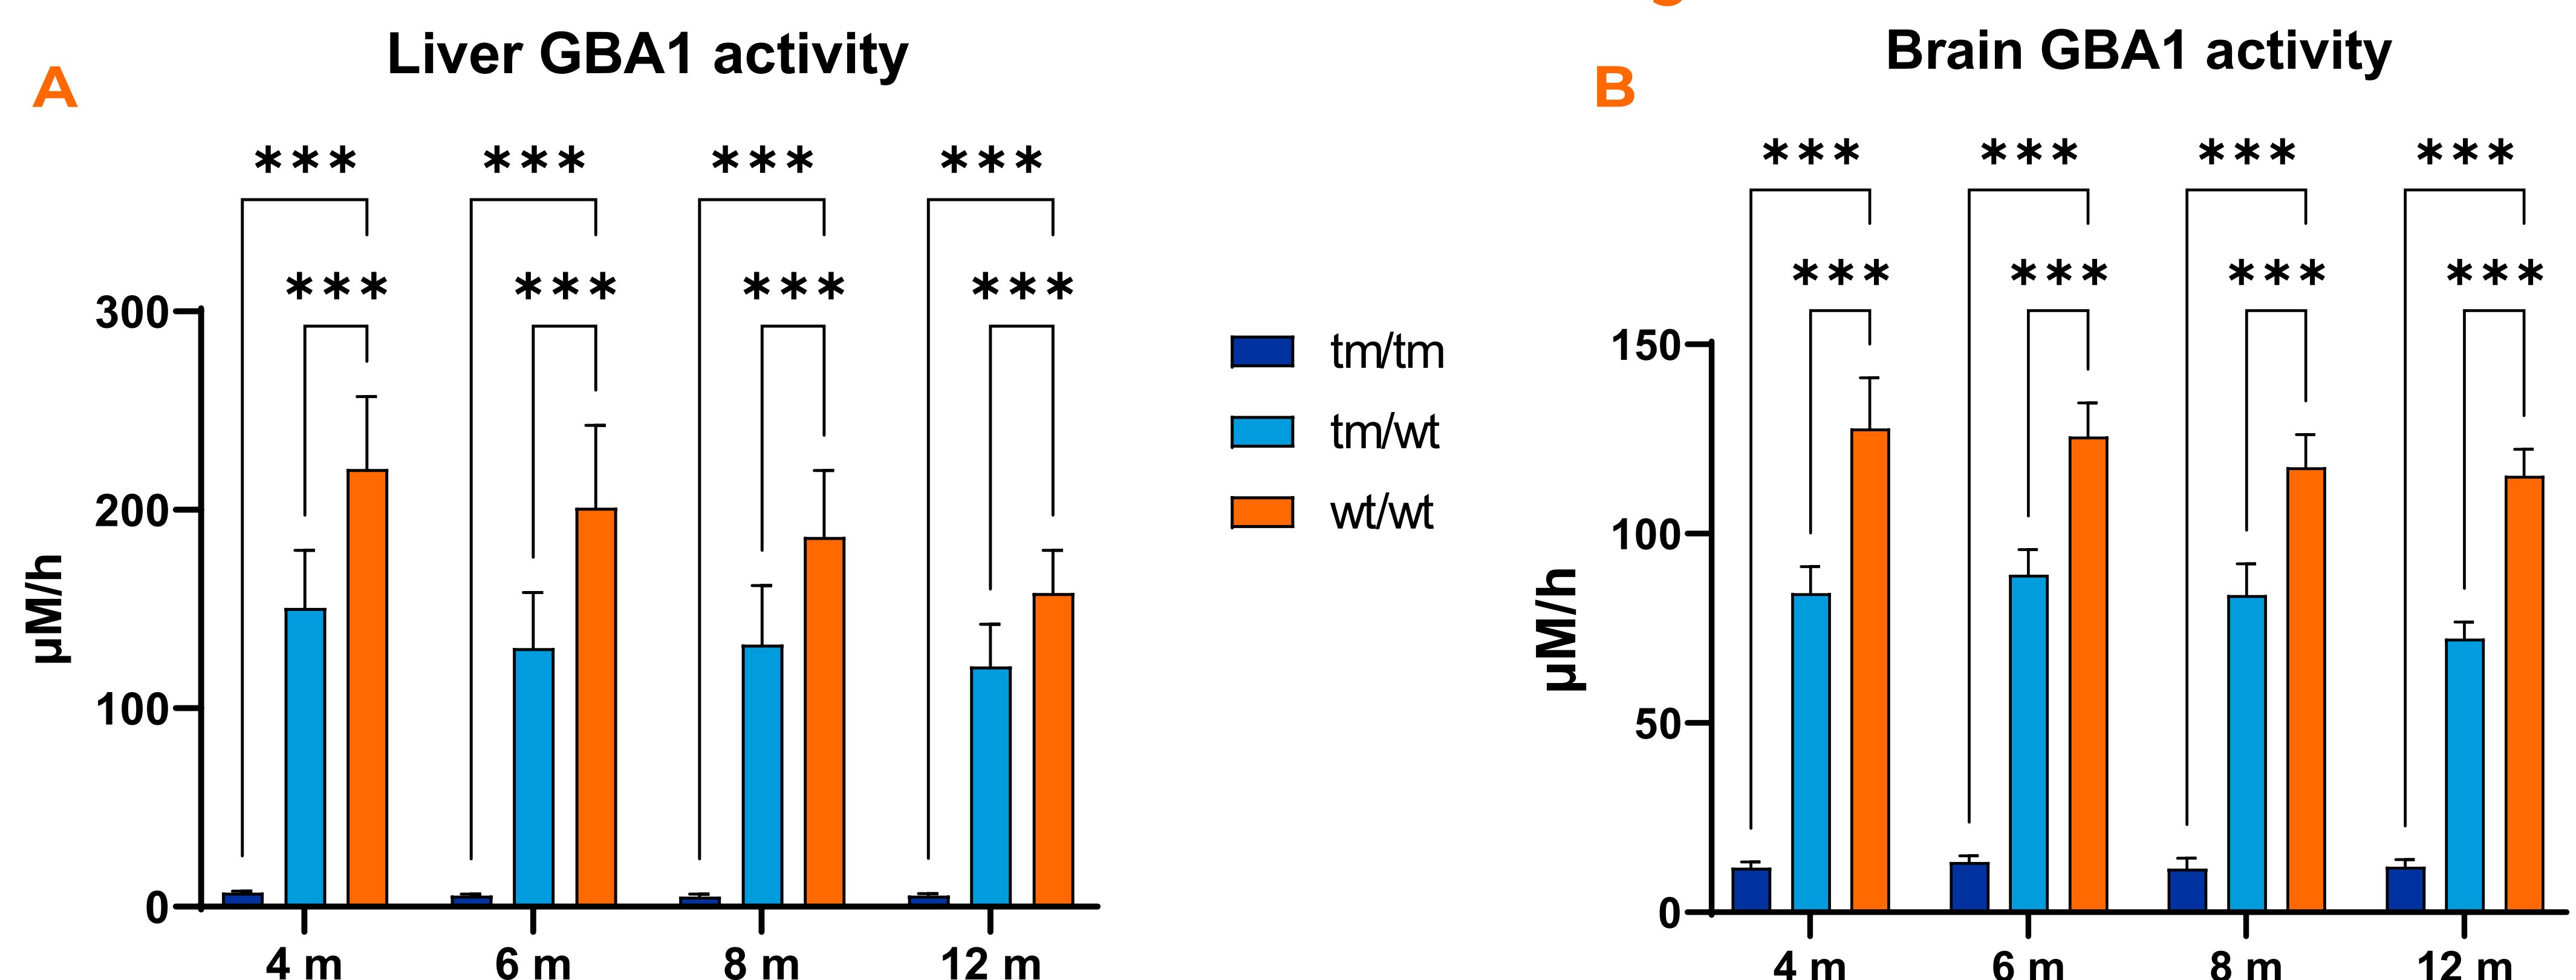 Liver GBA1 activity
A
*** *** *** ***
*** *** *** ***
300
200
100
0
µM/h
4 m 6 m 8 m 12 m
tm/tm
tm/wt
wt/wt
Brain GBA1 activity
B
*** *** *** ***
*** *** *** ***
150
100
50
0
µM/h
4 m 6 m 8 m 12 m